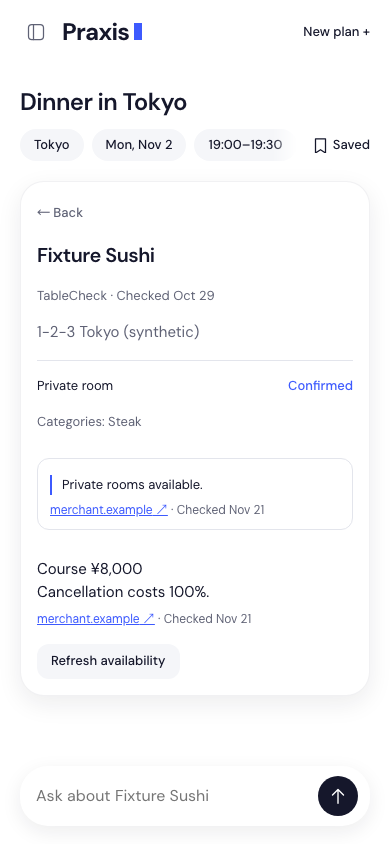 Praxis
New plan +
Dinner in Tokyo
Tokyo
Mon, Nov 2
19:00–19:30
Saved
← Back
Fixture Sushi
TableCheck · Checked Oct 29
1-2-3 Tokyo (synthetic)
Private room
Confirmed
Categories: Steak
Private rooms available.
merchant.example ↗ · Checked Nov 21
Course ¥8,000
Cancellation costs 100%.
merchant.example ↗ · Checked Nov 21
Refresh availability
Ask about Fixture Sushi